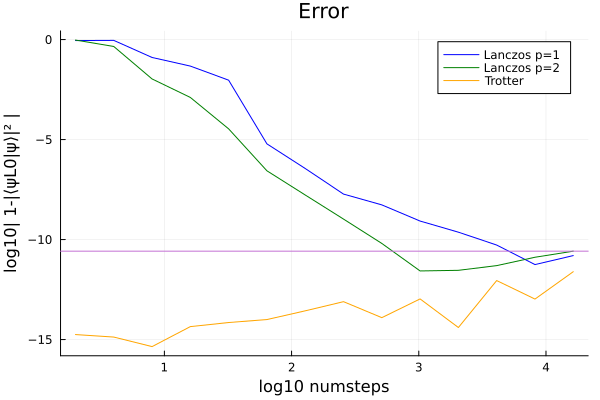 Error
log10| 1-|⟨ψL0|ψ⟩|² |
0
−5
−10
−15
Lanczos p=1
Lanczos p=2
Trotter
1
2
3
4
log10 numsteps